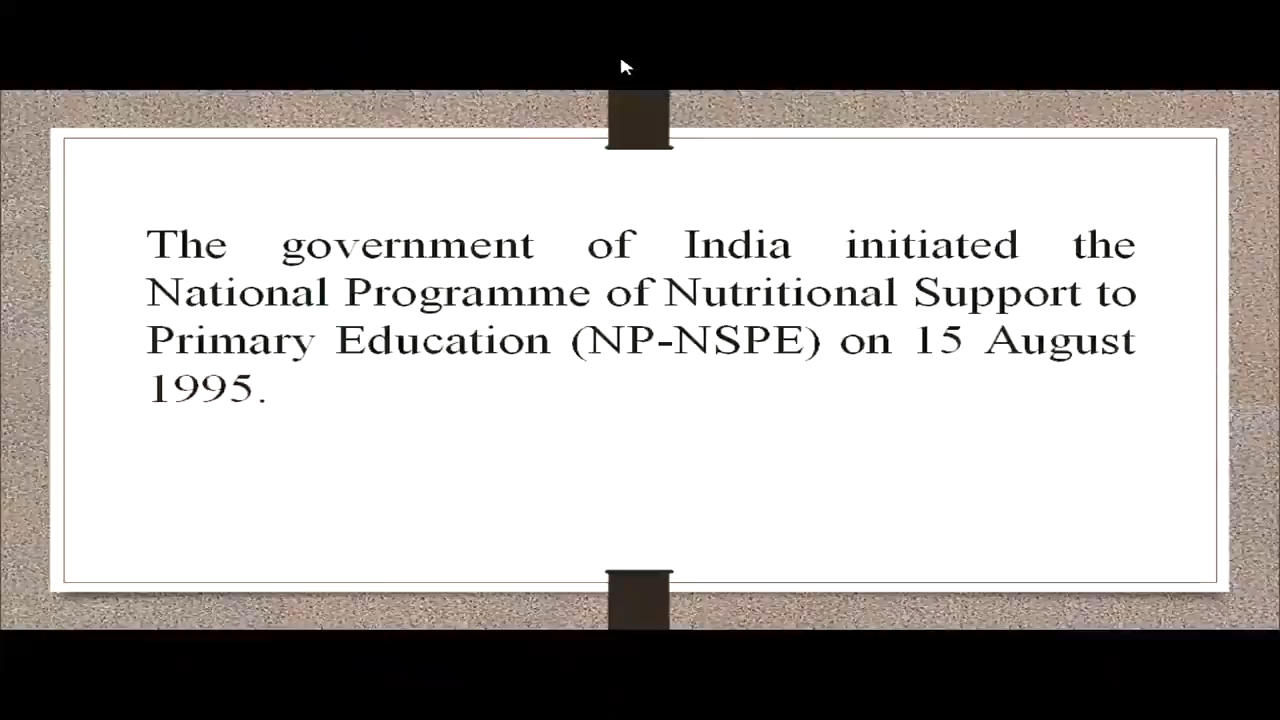 The government of India initiated the
National Programme of Nutritional Support to
Primary Education (NP-NSPE) on 15 August
1995.